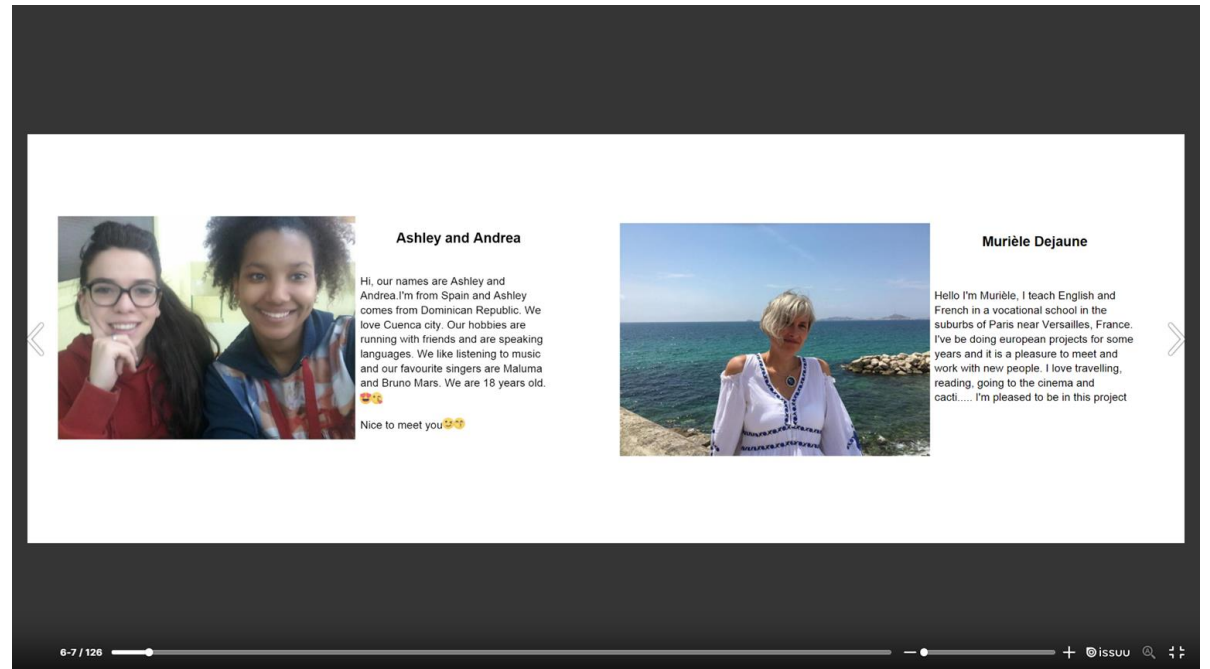 Ashley and Andrea
Hi, our names are Ashley and
Andrea.I'm from Spain and Ashley
comes from Dominican Republic. We
love Cuenca city. Our hobbies are
running with friends and are speaking
languages. We like listening to music
and our favourite singers are Maluma
and Bruno Mars. We are 18 years old.
😍😘
Nice to meet you😉😙
Murièle Dejaune
Hello I'm Murièle, I teach English and
French in a vocational school in the
suburbs of Paris near Versailles, France.
I've be doing european projects for some
years and it is a pleasure to meet and
work with new people. I love travelling,
reading, going to the cinema and
cacti..... I'm pleased to be in this project
6-7 / 126
issuu